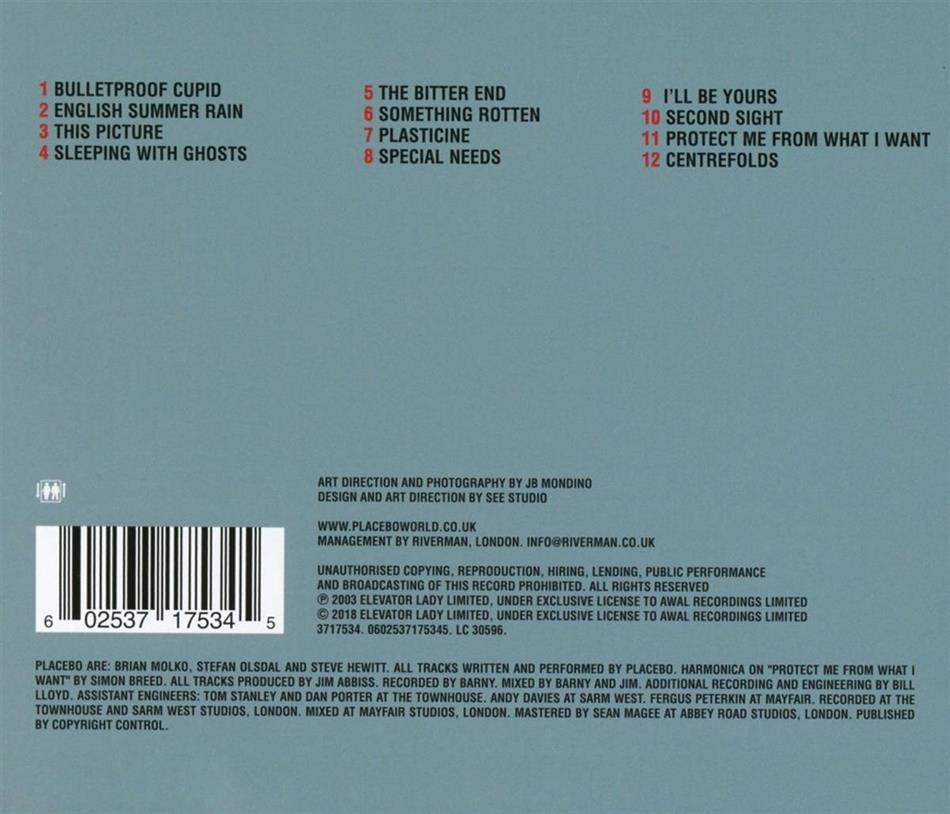 1 BULLETPROOF CUPID
2 ENGLISH SUMMER RAIN
3 THIS PICTURE
4 SLEEPING WITH GHOSTS
5 THE BITTER END
6 SOMETHING ROTTEN
7 PLASTICINE
8 SPECIAL NEEDS
9 I'LL BE YOURS
10 SECOND SIGHT
11 PROTECT ME FROM WHAT I WANT
12 CENTREFOLDS
ART DIRECTION AND PHOTOGRAPHY BY JB MONDINO
DESIGN AND ART DIRECTION BY SEE STUDIO
WWW.PLACEBOWORLD.CO.UK
MANAGEMENT BY RIVERMAN, LONDON. INFO@RIVERMAN.CO.UK
UNAUTHORISED COPYING, REPRODUCTION, HIRING, LENDING, PUBLIC PERFORMANCE
AND BROADCASTING OF THIS RECORD PROHIBITED. ALL RIGHTS RESERVED
℗ 2003 ELEVATOR LADY LIMITED, UNDER EXCLUSIVE LICENSE TO AWAL RECORDINGS LIMITED
© 2018 ELEVATOR LADY LIMITED, UNDER EXCLUSIVE LICENSE TO AWAL RECORDINGS LIMITED
3717534. 0602537175345. LC 30596.
6 02537 17534 5
PLACEBO ARE: BRIAN MOLKO, STEFAN OLSDAL AND STEVE HEWITT. ALL TRACKS WRITTEN AND PERFORMED BY PLACEBO. HARMONICA ON "PROTECT ME FROM WHAT I
WANT" BY SIMON BREED. ALL TRACKS PRODUCED BY JIM ABBISS. RECORDED BY BARNY. MIXED BY BARNY AND JIM. ADDITIONAL RECORDING AND ENGINEERING BY BILL
LLOYD. ASSISTANT ENGINEERS: TOM STANLEY AND DAN PORTER AT THE TOWNHOUSE. ANDY DAVIES AT SARM WEST. FERGUS PETERKIN AT MAYFAIR. RECORDED AT THE
TOWNHOUSE AND SARM WEST STUDIOS, LONDON. MIXED AT MAYFAIR STUDIOS, LONDON. MASTERED BY SEAN MAGEE AT ABBEY ROAD STUDIOS, LONDON. PUBLISHED
BY COPYRIGHT CONTROL.